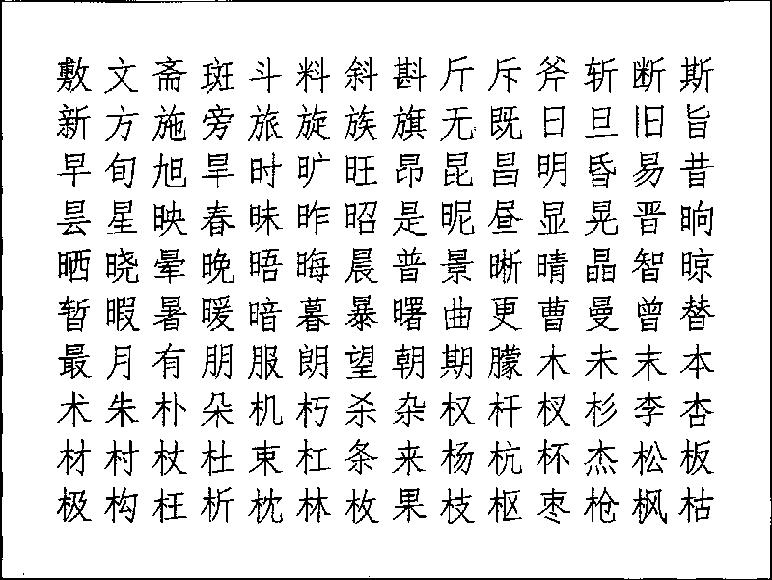 敷文斋斑斗料斜斟斤斥斧斩断斯
新方施旁旅旋族旗无既日旦旧旨
早旬旭旱时旷旺昂昆昌明昏易昔
昙星映春昧昨昭是昵昼显晃晋晌
晒晓晕晚晤晦晨普景晰晴晶智晾
暂暇暑暖暗暮暴曙曲更曹曼曾替
最月有朋服朗望朝期朦木未末本
术朱朴朵机朽杀杂权杆杈杉李杏
材村杖杜束杠条来杨杭杯杰松板
极构枉析枕林枚果枝枢枣枪枫枯